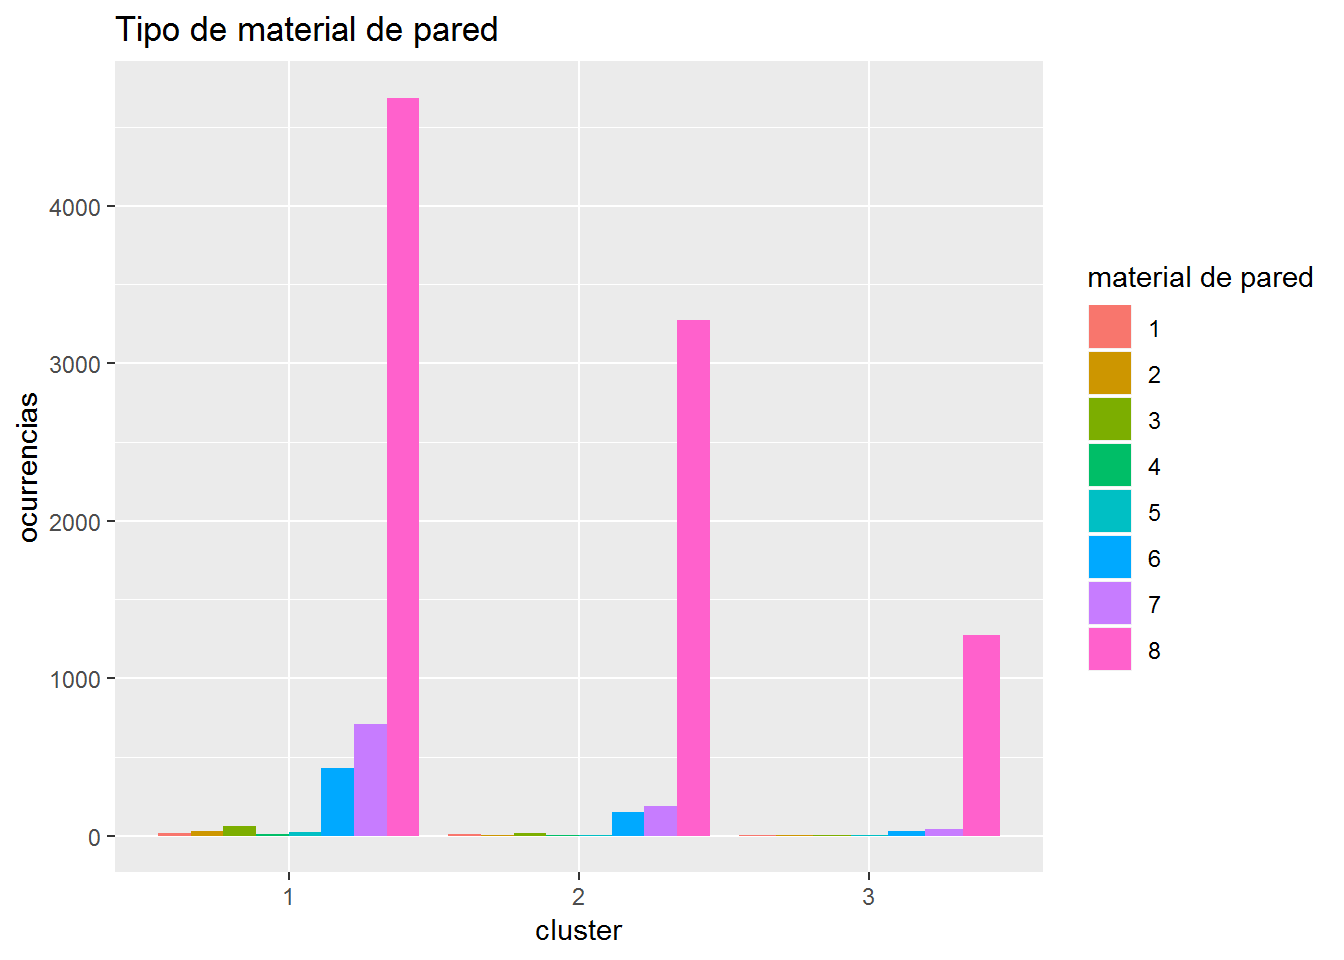 Tipo de material de pared
ocurrencias
4000
3000
2000
1000
0
1 2 3
cluster
material de pared
1
2
3
4
5
6
7
8